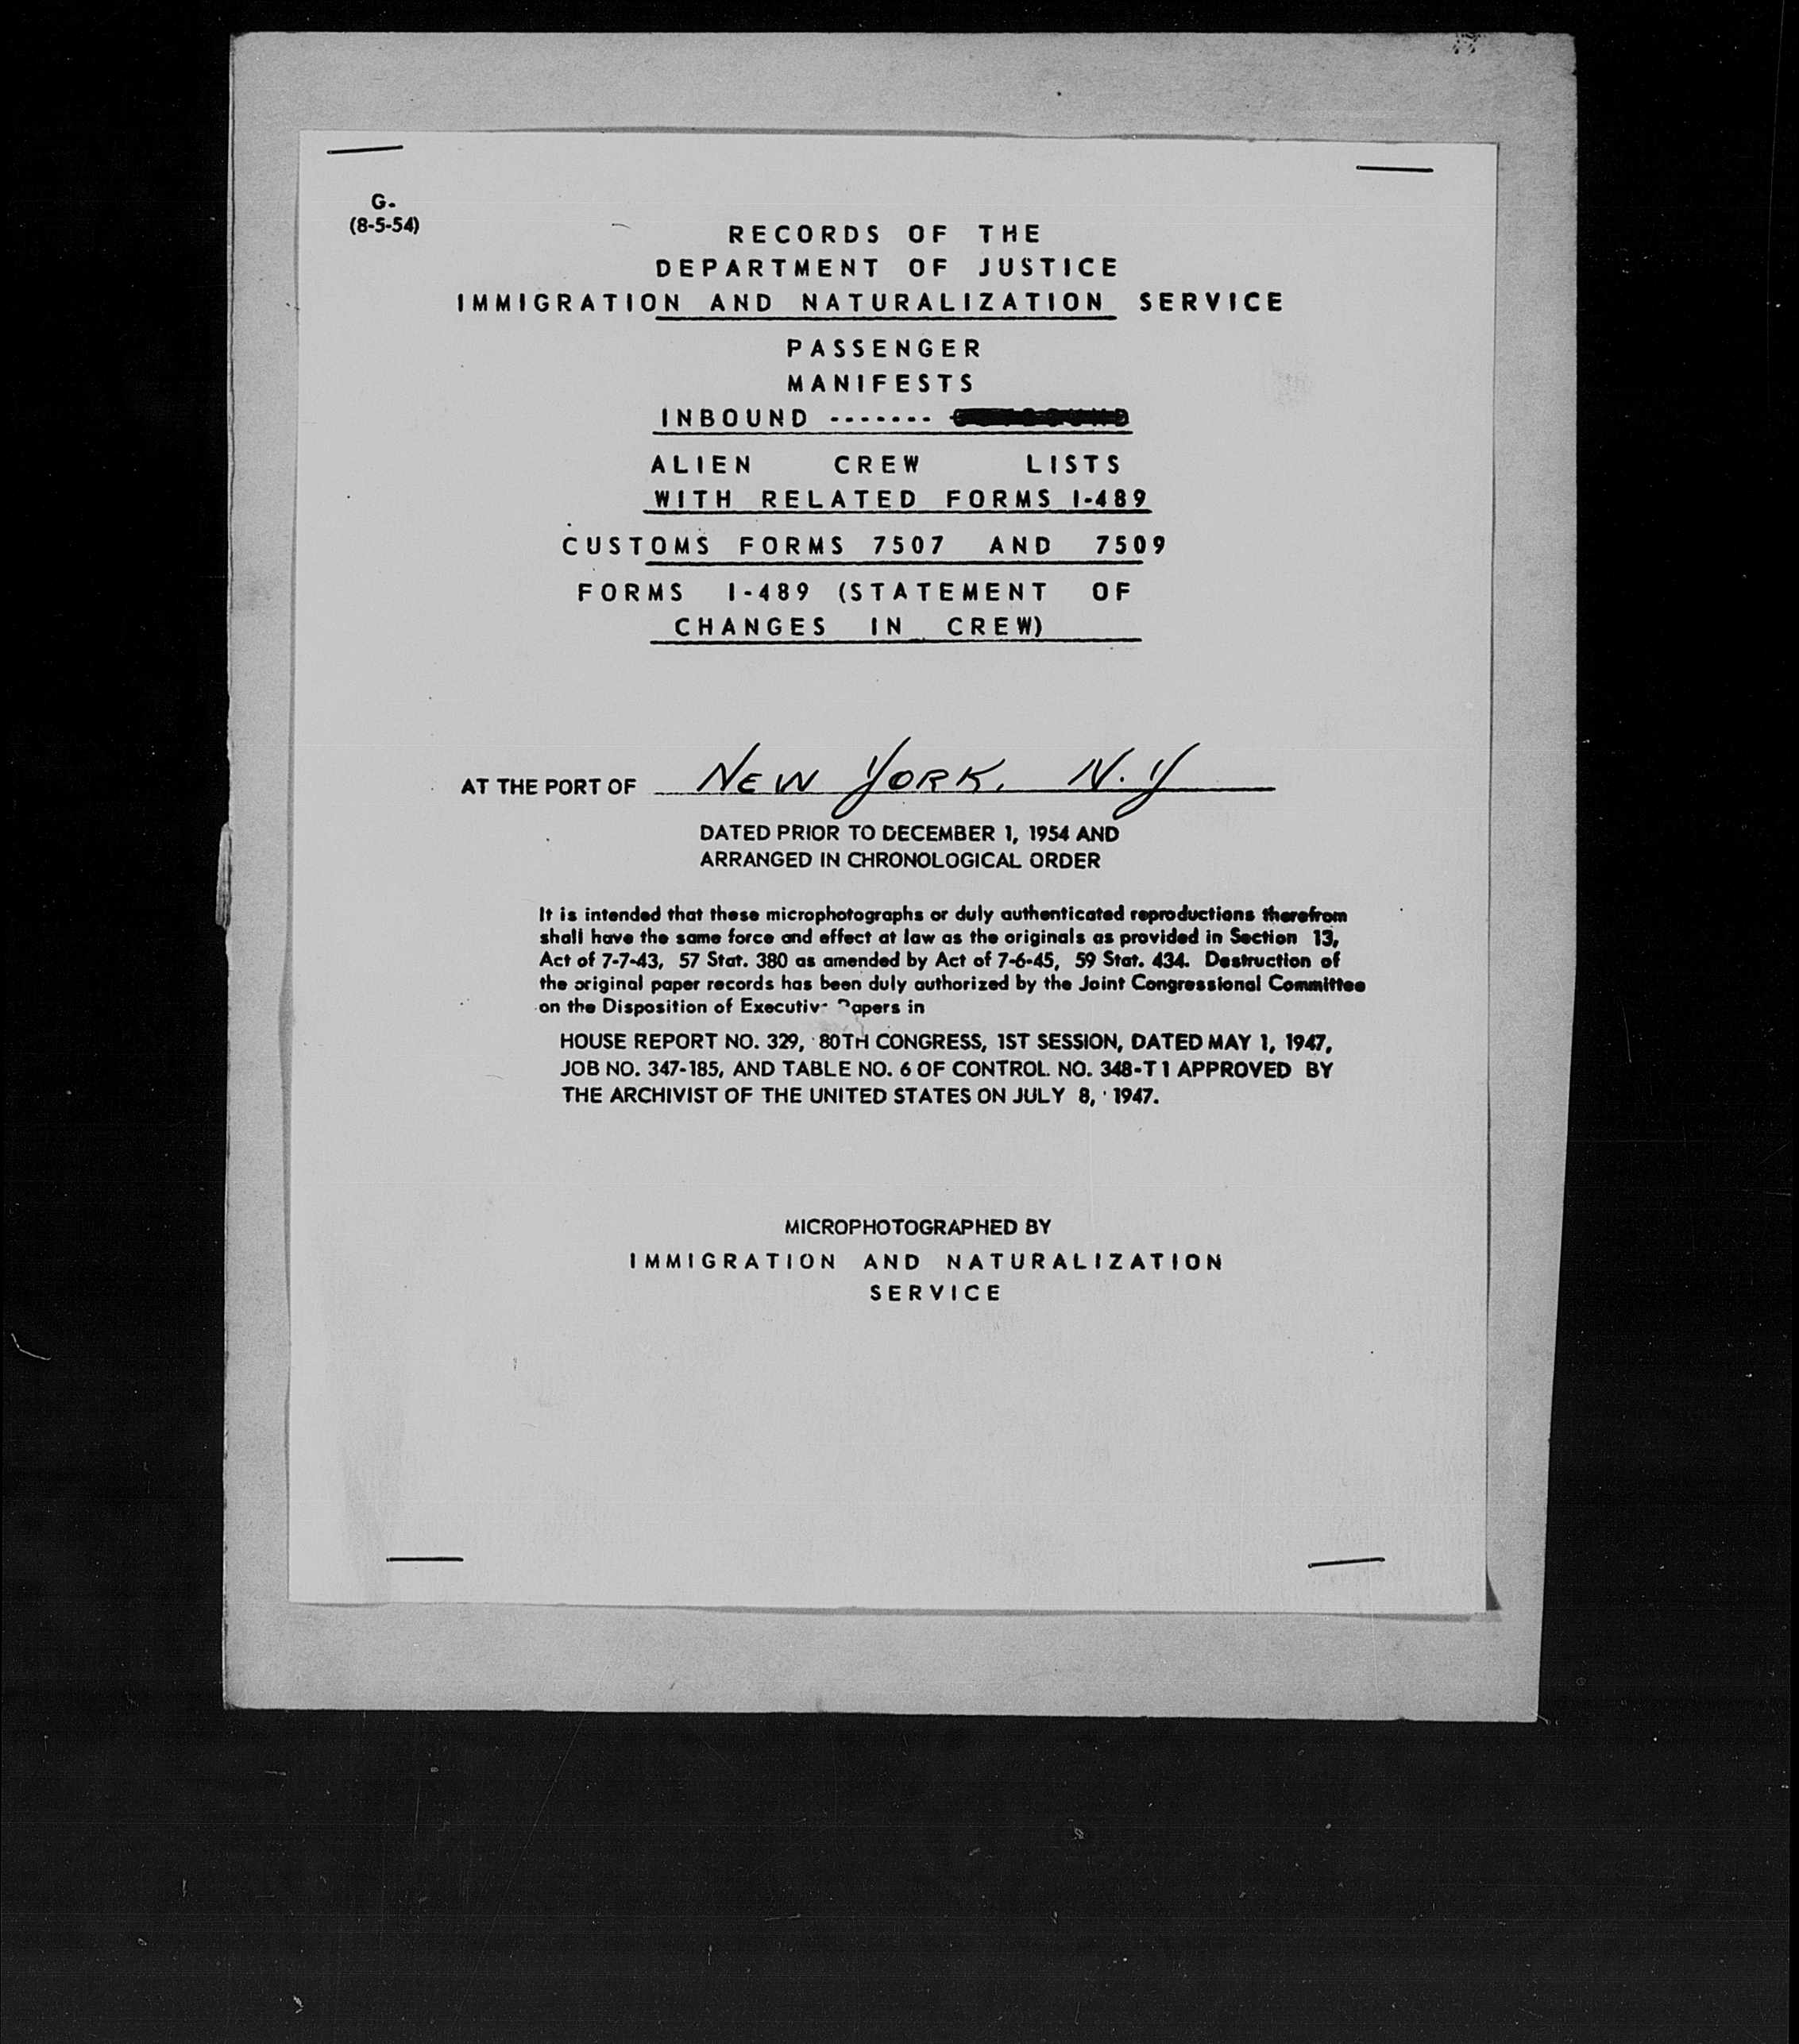 G.
(8-5-54)
RECORDS OF THE
DEPARTMENT OF JUSTICE
IMMIGRATION AND NATURALIZATION SERVICE
PASSENGER
MANIFESTS
INBOUND -------
ALIEN CREW LISTS
WITH RELATED FORMS I-489
CUSTOMS FORMS 7507 AND 7509
FORMS I-489 (STATEMENT OF
CHANGES IN CREW)
AT THE PORT OF NEW YORK, N.Y
DATED PRIOR TO DECEMBER 1, 1954 AND
ARRANGED IN CHRONOLOGICAL ORDER
It is intended that these microphotographs or duly authenticated reproductions therefrom
shall have the same force and effect at law as the originals as provided in Section 13,
Act of 7-7-43, 57 Stat. 380 as amended by Act of 7-6-45, 59 Stat. 434. Destruction of
the original paper records has been duly authorized by the Joint Congressional Committee
on the Disposition of Executive Papers in
HOUSE REPORT NO. 329, 80TH CONGRESS, 1ST SESSION, DATED MAY 1, 1947,
JOB NO. 347-185, AND TABLE NO. 6 OF CONTROL NO. 348-T1 APPROVED BY
THE ARCHIVIST OF THE UNITED STATES ON JULY 8, 1947.
MICROPHOTOGRAPHED BY
IMMIGRATION AND NATURALIZATION
SERVICE